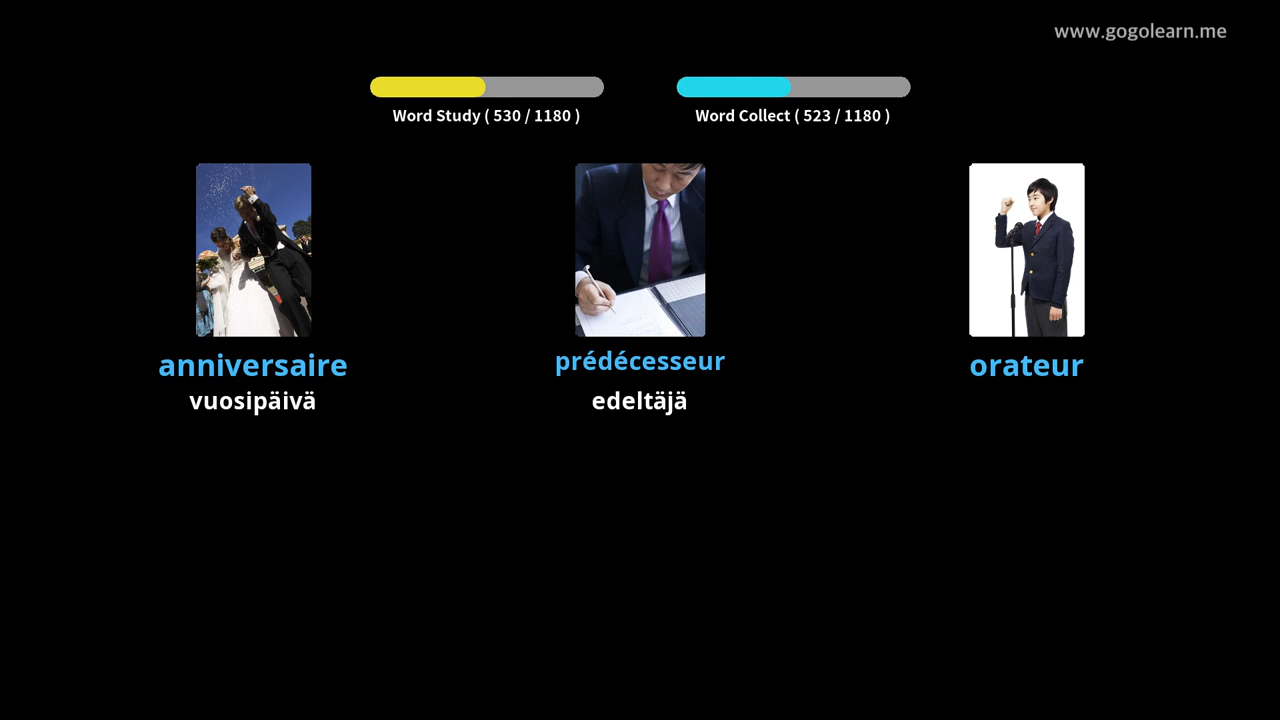 www.gogolearn.me
Word Study ( 530 / 1180 )
Word Collect ( 523 / 1180 )
anniversaire
vuosipäivä
prédécesseur
edeltäjä
orateur